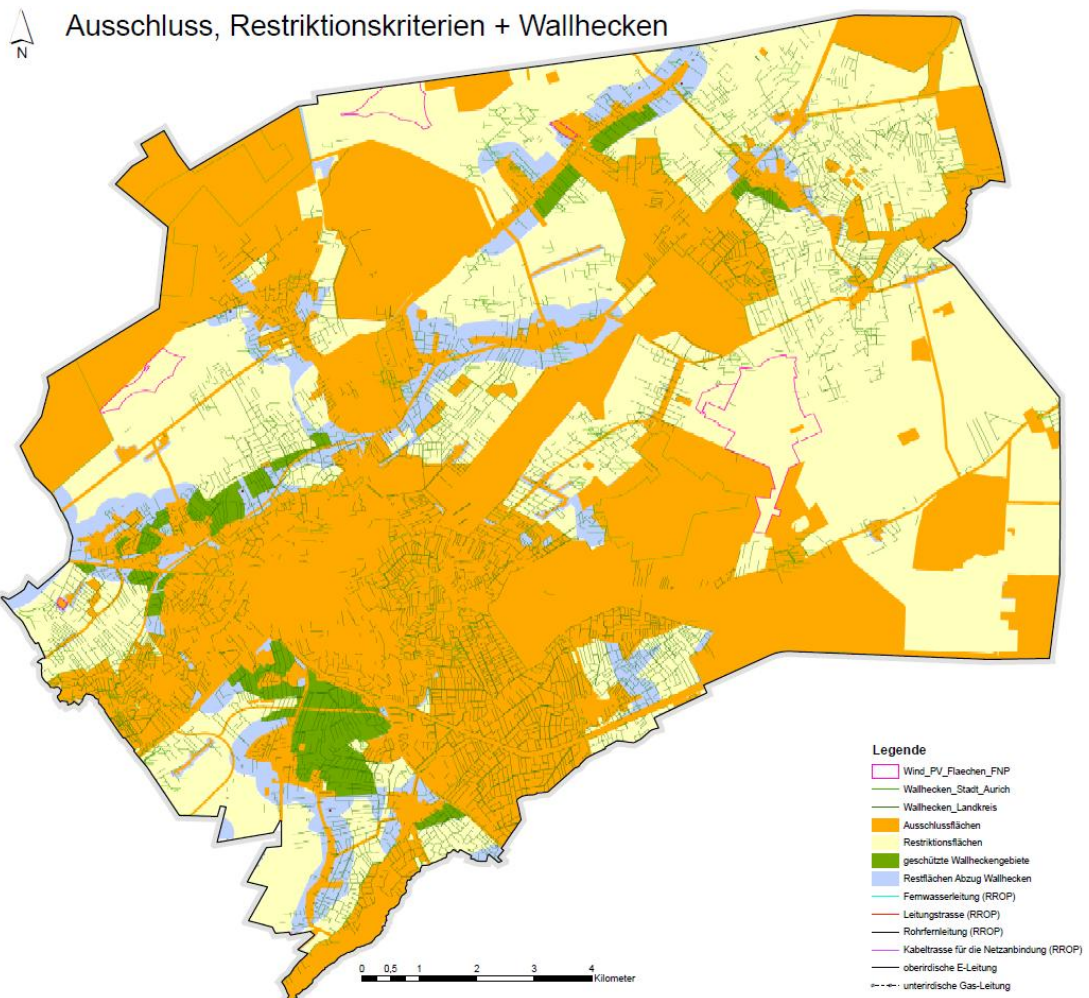 Ausschluss, Restriktionskriterien + Wallhecken
N
Legende
Wind_PV_Flaechen_FNP
Wallhecken_Stadt_Aurich
Wallhecken_Landkreis
Ausschlussflächen
Restriktionsflächen
geschützte Wallheckengebiete
Restflächen Abzug Wallhecken
Fernwasserleitung (RROP)
Leitungstrasse (RROP)
Rohrfernleitung (RROP)
Kabeltrasse für die Netzanbindung (RROP)
oberirdische E-Leitung
unterirdische Gas-Leitung
0 0,5 1 2 3 4
Kilometer